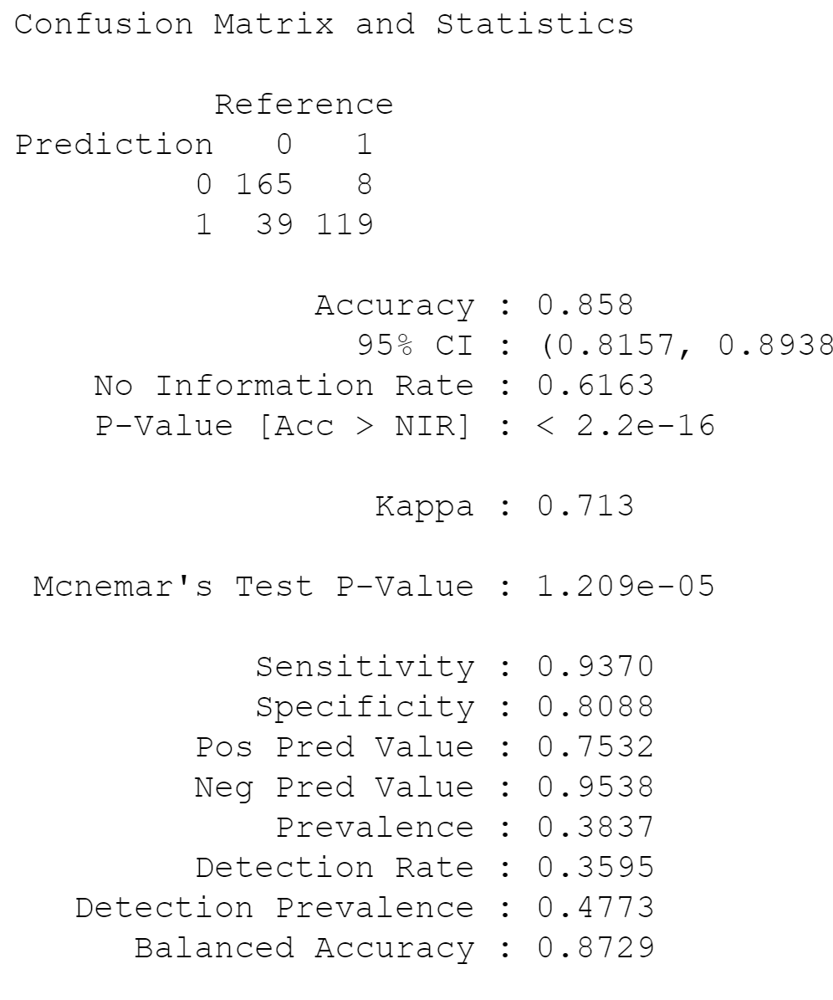 Confusion Matrix and Statistics
Reference
Prediction 0 1
0 165 8
1 39 119
Accuracy : 0.858
95% CI : (0.8157, 0.8938
No Information Rate : 0.6163
P-Value [Acc > NIR] : < 2.2e-16
Kappa : 0.713
Mcnemar's Test P-Value : 1.209e-05
Sensitivity : 0.9370
Specificity : 0.8088
Pos Pred Value : 0.7532
Neg Pred Value : 0.9538
Prevalence : 0.3837
Detection Rate : 0.3595
Detection Prevalence : 0.4773
Balanced Accuracy : 0.8729